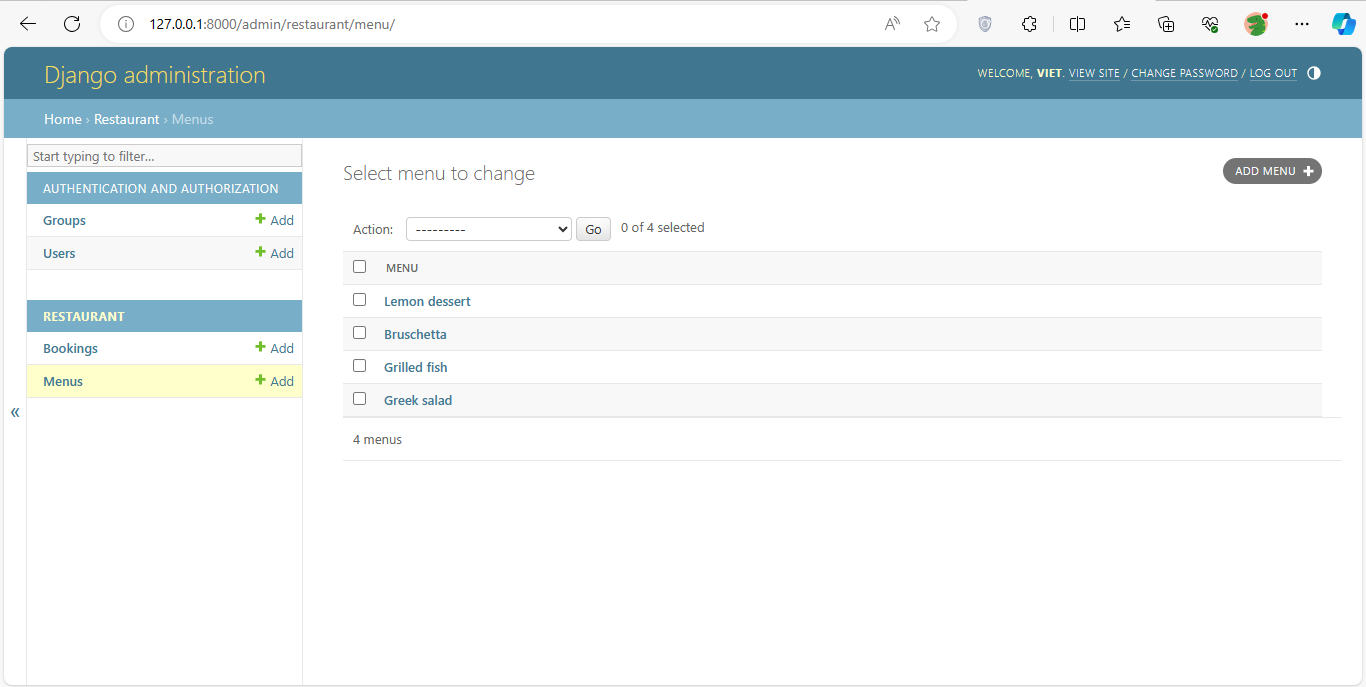 127.0.0.1:8000/admin/restaurant/menu/
Django administration
WELCOME, VIET. VIEW SITE / CHANGE PASSWORD / LOG OUT
Home › Restaurant › Menus
Start typing to filter...
AUTHENTICATION AND AUTHORIZATION
Groups + Add
Users + Add
RESTAURANT
Bookings + Add
Menus + Add
«
Select menu to change
ADD MENU +
Action: --------- Go 0 of 4 selected
MENU
Lemon dessert
Bruschetta
Grilled fish
Greek salad
4 menus